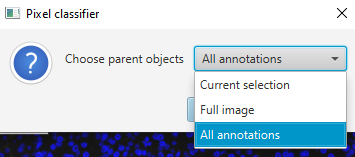 Pixel classifier
Choose parent objects All annotations
Current selection
Full image
All annotations